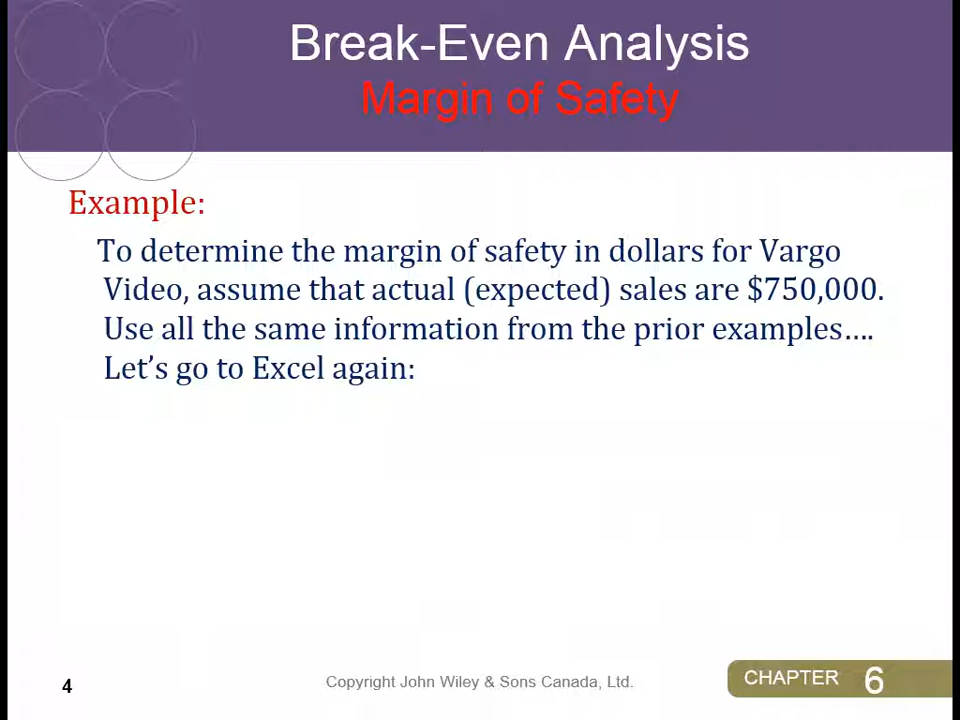 Break-Even Analysis
Margin of Safety
Example:
To determine the margin of safety in dollars for Vargo
Video, assume that actual (expected) sales are $750,000.
Use all the same information from the prior examples….
Let’s go to Excel again:
4
Copyright John Wiley & Sons Canada, Ltd.
CHAPTER 6